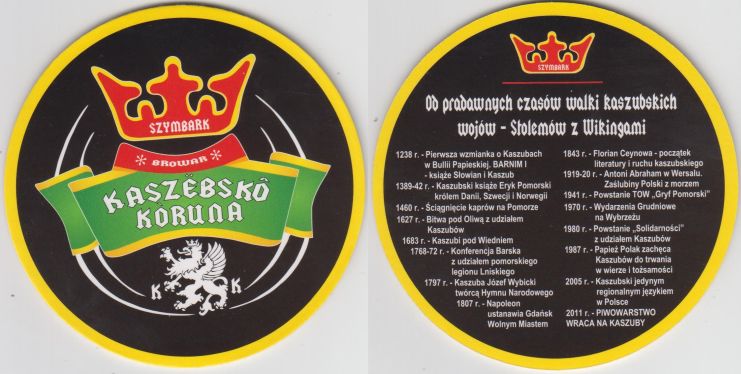 SZYMBARK
BROWAR
KASZËBSKÔ
KÓRUNA
K K
SZYMBARK
Od pradawnych czasów walki kaszubskich
wojów - Stolemów z Wikingami
1238 r. - Pierwsza wzmianka o Kaszubach
w Bullii Papieskiej. BARNIM I
- książe Słowian i Kaszub
1389-42 r. - Kaszubski książe Eryk Pomorski
królem Danii, Szwecji i Norwegii
1460 r. - Ściągnięcie kaprów na Pomorze
1627 r. - Bitwa pod Oliwą z udziałem
Kaszubów
1683 r. - Kaszubi pod Wiedniem
1768-72 r. - Konferencja Barska
z udziałem pomorskiego
legionu Lniskiego
1797 r. - Kaszuba Józef Wybicki
twórcą Hymnu Narodowego
1807 r. - Napoleon
ustanawia Gdańsk
Wolnym Miastem
1843 r. - Florian Ceynowa - początek
literatury i ruchu kaszubskiego
1919-20 r. - Antoni Abraham w Wersalu.
Zaślubiny Polski z morzem
1941 r. - Powstanie TOW „Gryf Pomorski"
1970 r. - Wydarzenia Grudniowe
na Wybrzeżu
1980 r. - Powstanie „Solidarności"
z udziałem Kaszubów
1987 r. - Papież Polak zachęca
Kaszubów do trwania
w wierze i tożsamości
2005 r. - Kaszubski jedynym
regionalnym językiem
w Polsce
2011 r. - PIWOWARSTWO
WRACA NA KASZUBY